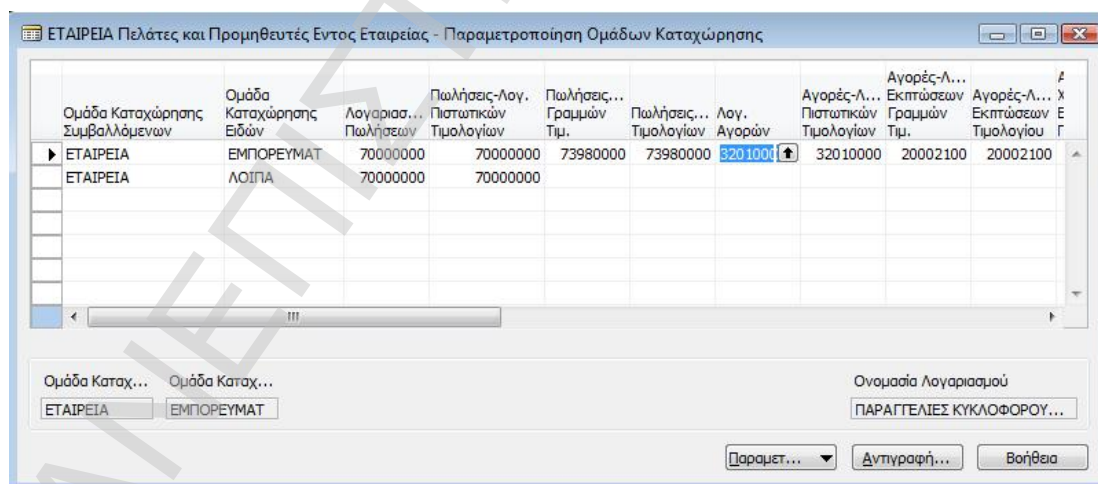 ΕΤΑΙΡΕΙΑ Πελάτες και Προμηθευτές Εντος Εταιρείας - Παραμετροποίηση Ομάδων Καταχώρησης
Ομάδα Καταχώρησης Συμβαλλόμενων
Ομάδα Καταχώρησης Ειδών
Λογαριασ... Πωλήσεων
Πωλήσεις-Λογ. Πιστωτικών Τιμολογίων
Πωλήσεις... Γραμμών Τιμ.
Πωλήσεις... Τιμολογίων
Λογ. Αγορών
Αγορές-Λ... Πιστωτικών Τιμολογίων
Αγορές-Λ... Εκπτώσεων Γραμμών Τιμ.
Αγορές-Λ... Εκπτώσεων Τιμολογίου
ΕΤΑΙΡΕΙΑ ΕΜΠΟΡΕΥΜΑΤ 70000000 70000000 73980000 73980000 3201000 32010000 20002100 20002100
ΕΤΑΙΡΕΙΑ ΛΟΙΠΑ 70000000 70000000
Ομάδα Καταχ... Ομάδα Καταχ... Ονομασία Λογαριασμού
ΕΤΑΙΡΕΙΑ ΕΜΠΟΡΕΥΜΑΤ ΠΑΡΑΓΓΕΛΙΕΣ ΚΥΚΛΟΦΟΡΟΥ...
Παραμετ... Αντιγραφή... Βοήθεια